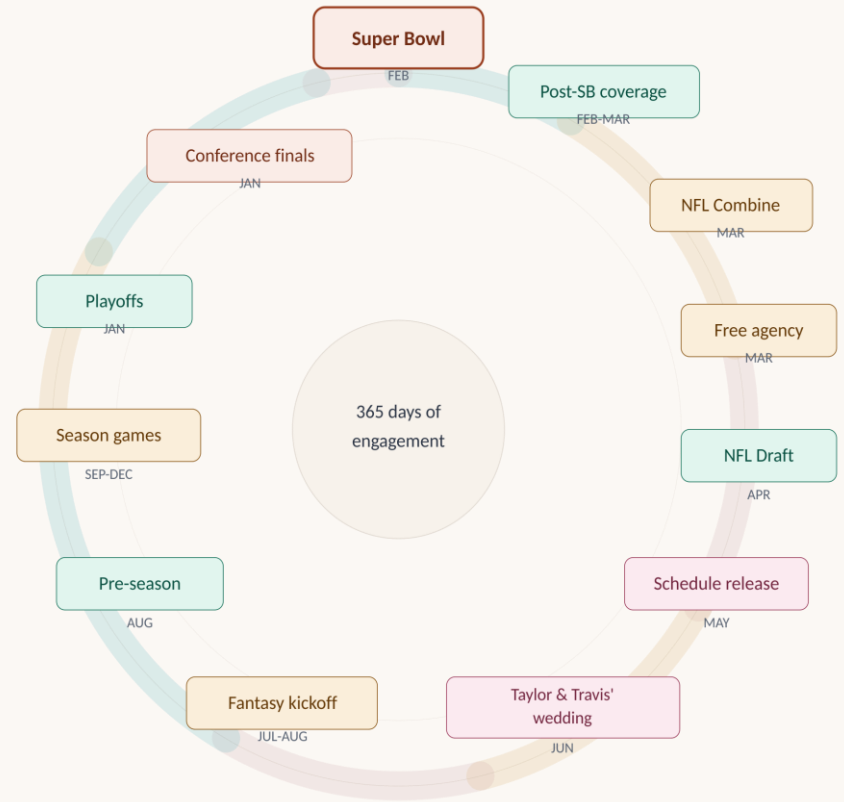 Super Bowl
FEB
Post-SB coverage
FEB-MAR
NFL Combine
MAR
Free agency
MAR
NFL Draft
APR
Schedule release
MAY
Taylor & Travis'
wedding
JUN
Fantasy kickoff
JUL-AUG
Pre-season
AUG
Season games
SEP-DEC
Playoffs
JAN
Conference finals
JAN
365 days of
engagement